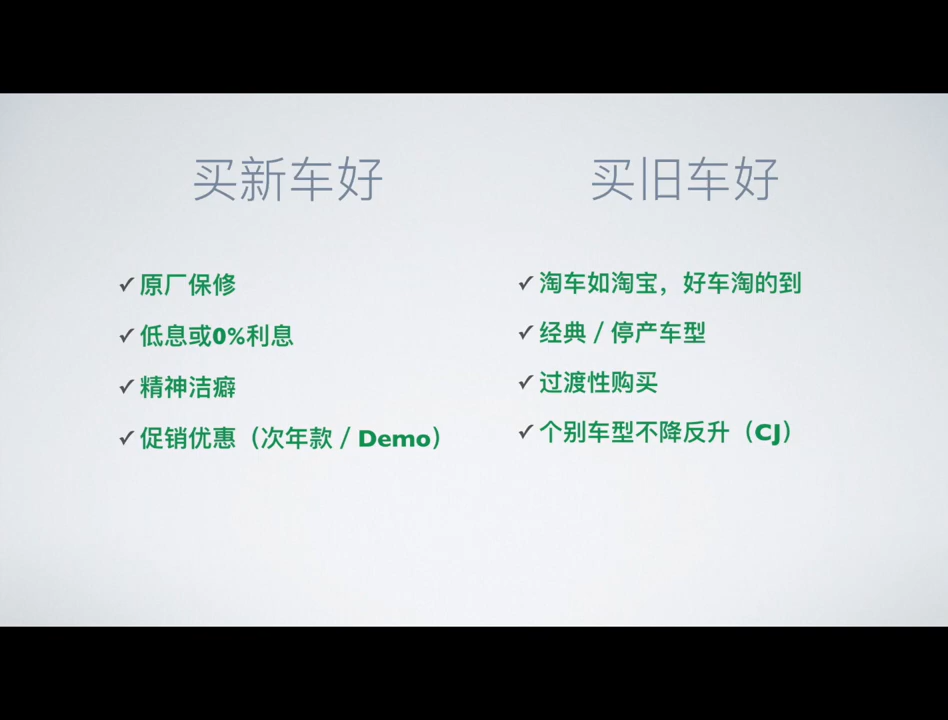 买新车好
✓原厂保修
✓低息或0%利息
✓精神洁癖
✓促销优惠（次年款 / Demo）
买旧车好
✓淘车如淘宝，好车淘的到
✓经典 / 停产车型
✓过渡性购买
✓个别车型不降反升（CJ）